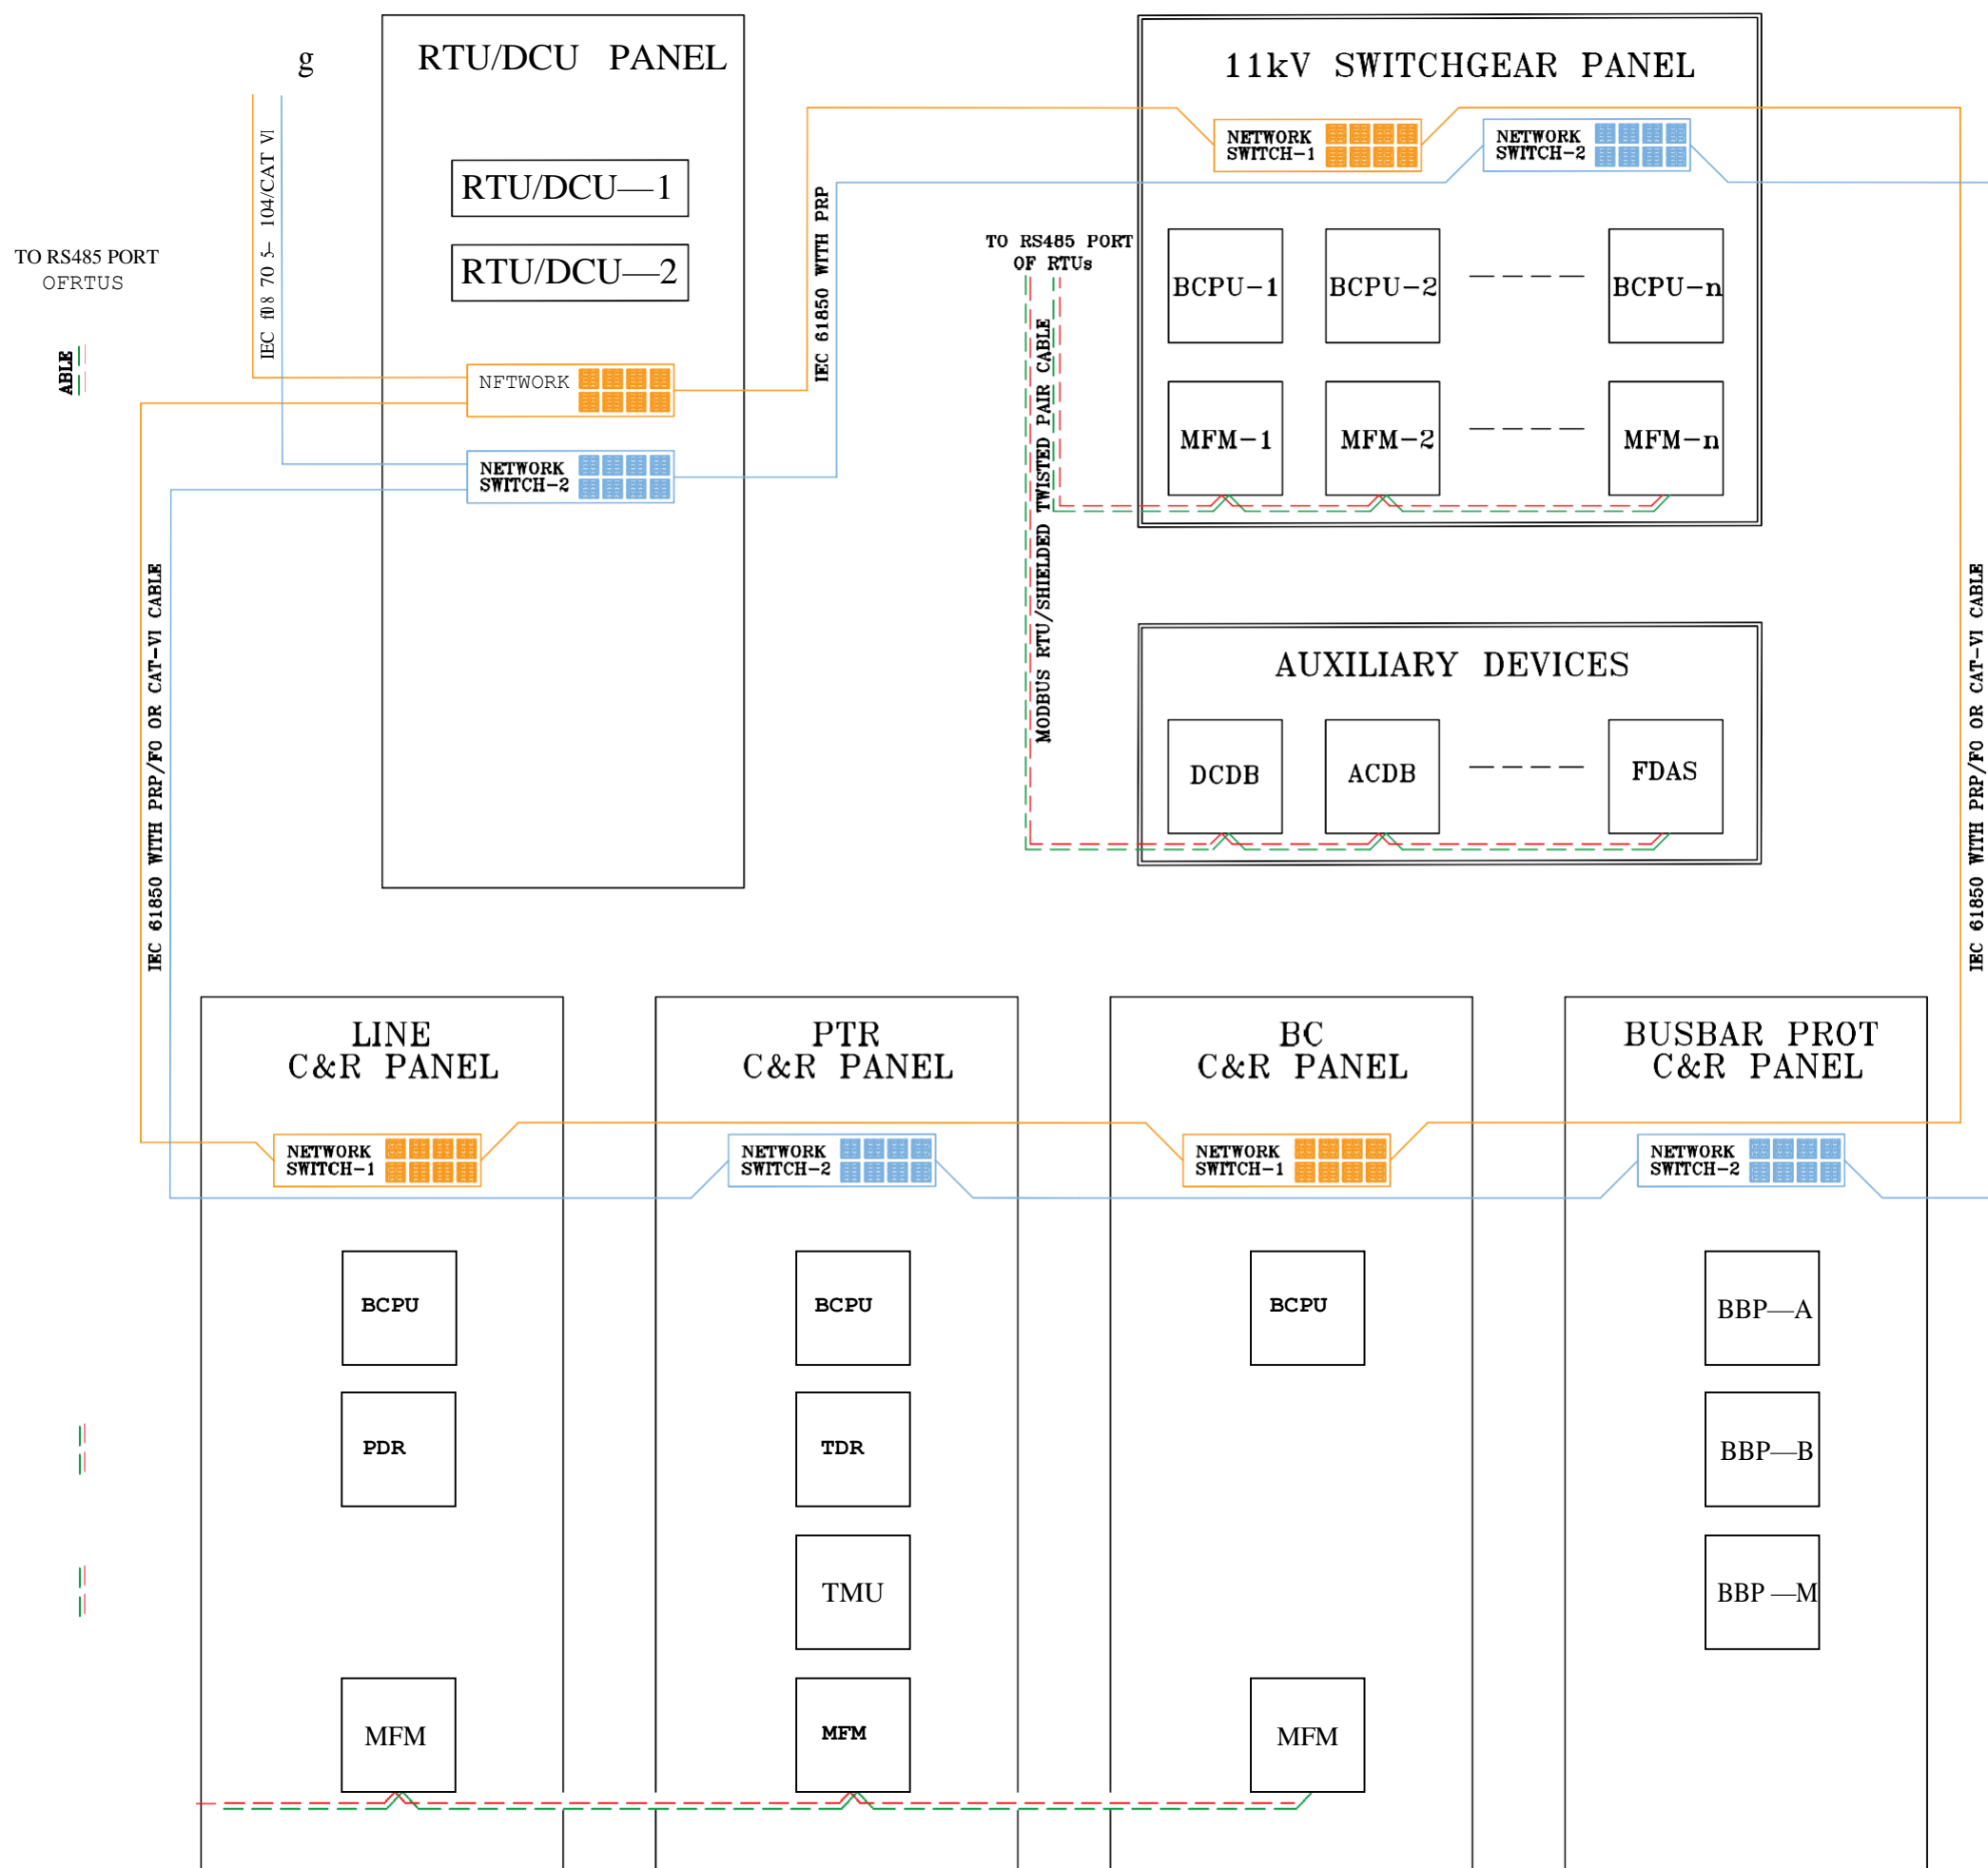 g
RTU/DCU PANEL
RTU/DCU—1
RTU/DCU—2
NFTWORK
NETWORK
SWITCH-2
104/CAT VI
TO RS485 PORT
OFRTUS
ABLE
IEC 61850 WITH PRP
IEC 61850 WITH PRP/FO OR CAT-VI CABLE
11kV SWITCHGEAR PANEL
NETWORK
SWITCH-1
NETWORK
SWITCH-2
TO RS485 PORT
OF RTUs
MODBUS RTU/SHIELDED TWISTED PAIR CABLE
BCPU-1
BCPU-2
BCPU-n
MFM-1
MFM-2
MFM-n
AUXILIARY DEVICES
DCDB
ACDB
FDAS
IEC 61850 WITH PRP/FO OR CAT-VI CABLE
LINE
C&R PANEL
NETWORK
SWITCH-1
BCPU
PDR
MFM
PTR
C&R PANEL
NETWORK
SWITCH-2
BCPU
TDR
TMU
MFM
BC
C&R PANEL
NETWORK
SWITCH-1
BCPU
MFM
BUSBAR PROT
C&R PANEL
NETWORK
SWITCH-2
BBP—A
BBP—B
BBP —M